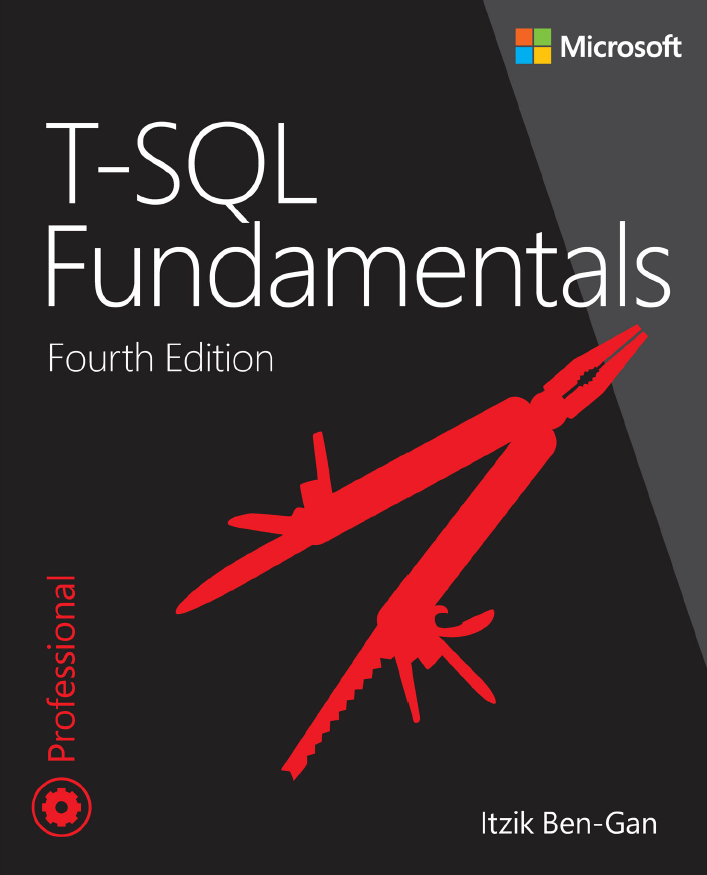 Microsoft
T-SQL
Fundamentals
Fourth Edition
Professional
Itzik Ben-Gan